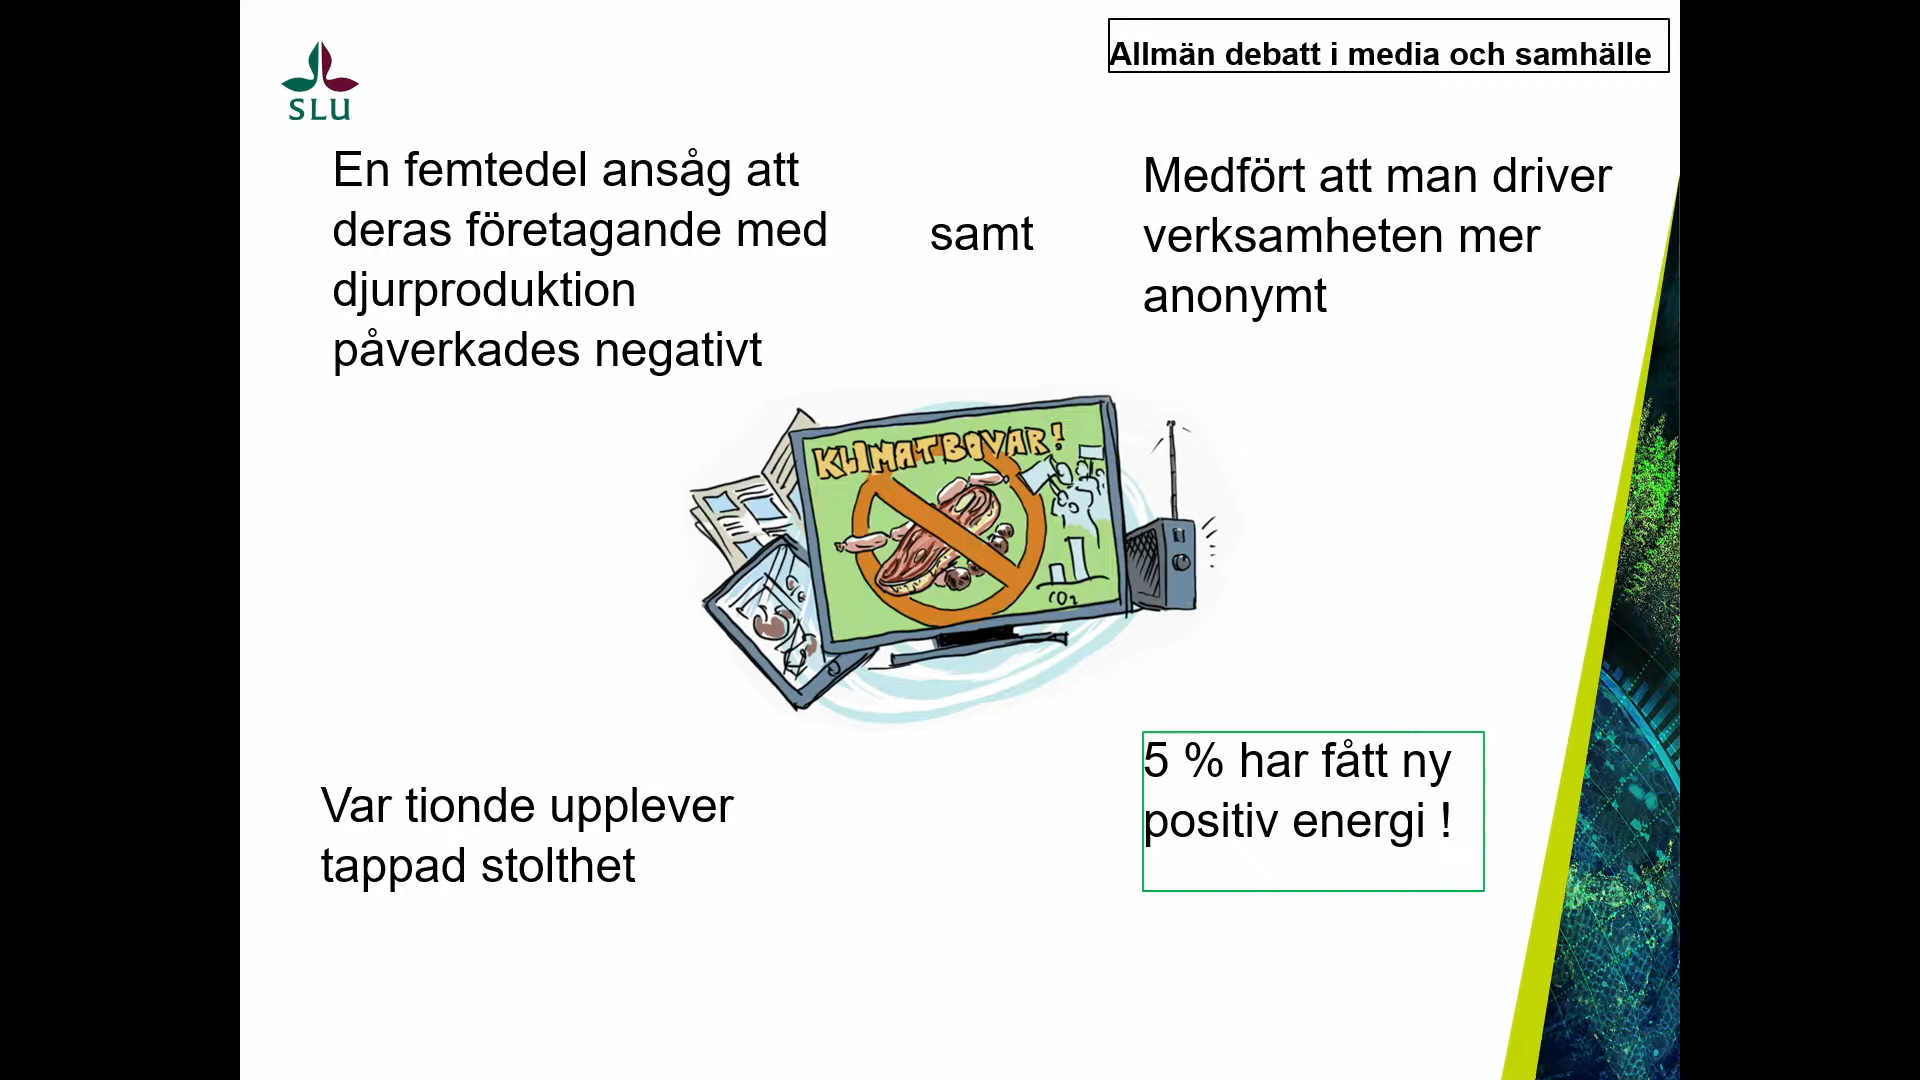 SLU
Allmän debatt i media och samhälle
En femtedel ansåg att
deras företagande med
djurproduktion
påverkades negativt
samt
Medfört att man driver
verksamheten mer
anonymt
KLIMATBOVAR!
CO2
Var tionde upplever
tappad stolthet
5 % har fått ny
positiv energi !